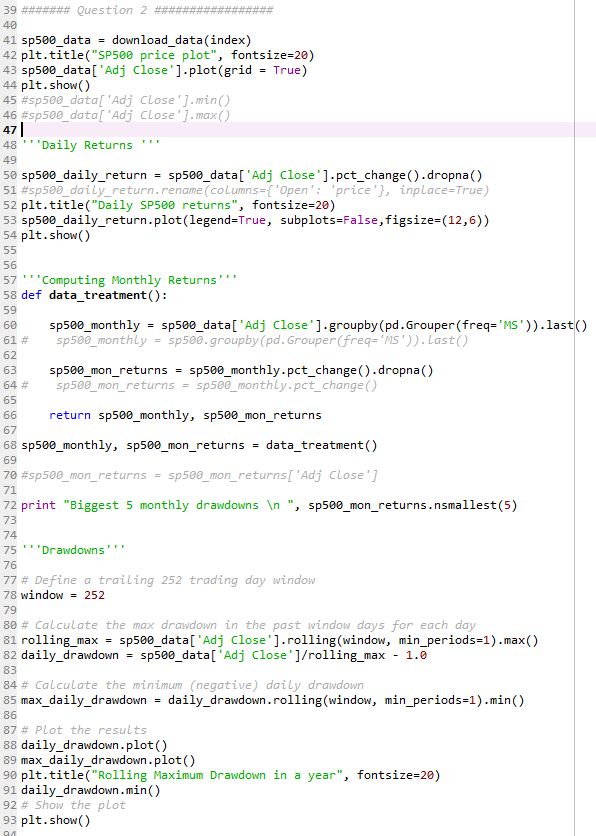 39 ####### Question 2 #################
40
41 sp500_data = download_data(index)
42 plt.title("SP500 price plot", fontsize=20)
43 sp500_data['Adj Close'].plot(grid = True)
44 plt.show()
45 #sp500_data['Adj Close'].min()
46 #sp500_data['Adj Close'].max()
47
48 '''Daily Returns '''
49
50 sp500_daily_return = sp500_data['Adj Close'].pct_change().dropna()
51 #sp500_daily_return.rename(columns={'Open': 'price'}, inplace=True)
52 plt.title("Daily SP500 returns", fontsize=20)
53 sp500_daily_return.plot(legend=True, subplots=False,figsize=(12,6))
54 plt.show()
55
56
57 '''Computing Monthly Returns'''
58 def data_treatment():
59
60     sp500_monthly = sp500_data['Adj Close'].groupby(pd.Grouper(freq='MS')).last()
61 #    sp500_monthly = sp500.groupby(pd.Grouper(freq='MS')).last()
62
63     sp500_mon_returns = sp500_monthly.pct_change().dropna()
64 #    sp500_mon_returns = sp500_monthly.pct_change()
65
66     return sp500_monthly, sp500_mon_returns
67
68 sp500_monthly, sp500_mon_returns = data_treatment()
69
70 #sp500_mon_returns = sp500_mon_returns['Adj Close']
71
72 print "Biggest 5 monthly drawdowns \n ", sp500_mon_returns.nsmallest(5)
73
74
75 '''Drawdowns'''
76
77 # Define a trailing 252 trading day window
78 window = 252
79
80 # Calculate the max drawdown in the past window days for each day
81 rolling_max = sp500_data['Adj Close'].rolling(window, min_periods=1).max()
82 daily_drawdown = sp500_data['Adj Close']/rolling_max - 1.0
83
84 # Calculate the minimum (negative) daily drawdown
85 max_daily_drawdown = daily_drawdown.rolling(window, min_periods=1).min()
86
87 # Plot the results
88 daily_drawdown.plot()
89 max_daily_drawdown.plot()
90 plt.title("Rolling Maximum Drawdown in a year", fontsize=20)
91 daily_drawdown.min()
92 # Show the plot
93 plt.show()
94